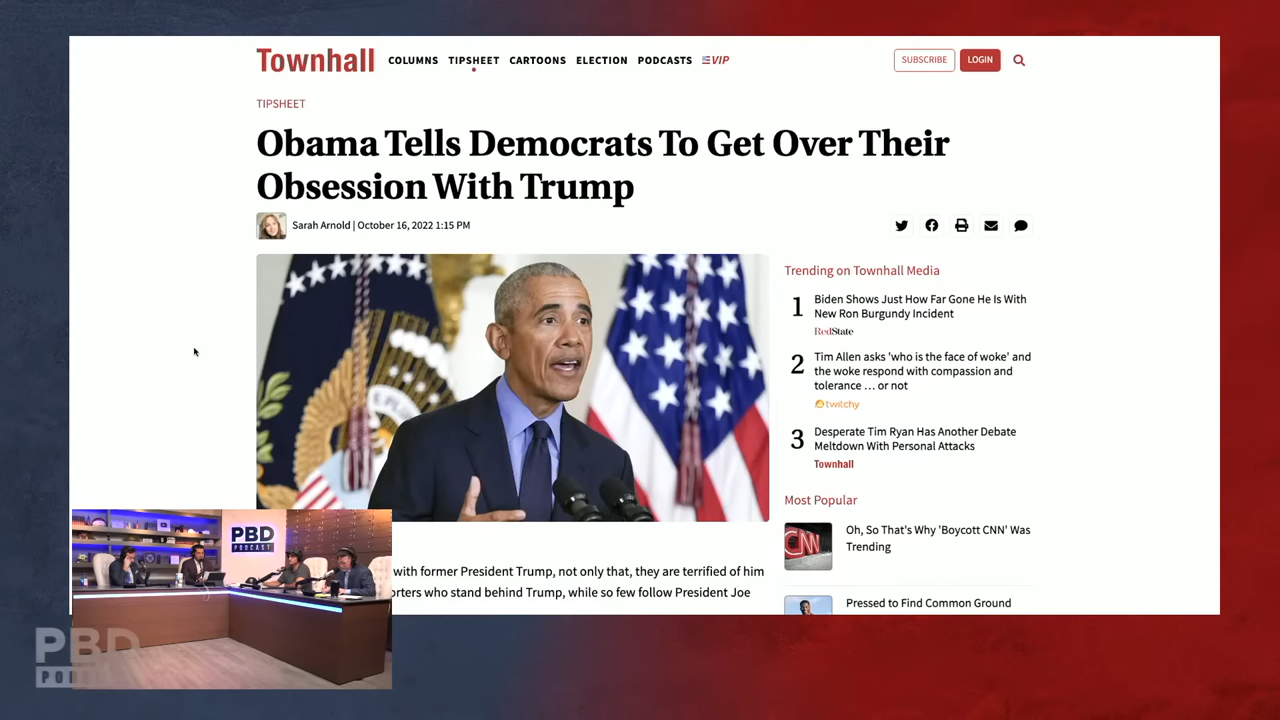 Townhall
COLUMNS TIPSHEET CARTOONS ELECTION PODCASTS VIP
SUBSCRIBE LOGIN
TIPSHEET
Obama Tells Democrats To Get Over Their
Obsession With Trump
Sarah Arnold | October 16, 2022 1:15 PM
Trending on Townhall Media
1 Biden Shows Just How Far Gone He Is With
New Ron Burgundy Incident
RedState
2 Tim Allen asks 'who is the face of woke' and
the woke respond with compassion and
tolerance … or not
twitchy
3 Desperate Tim Ryan Has Another Debate
Meltdown With Personal Attacks
Townhall
Most Popular
CNN
Oh, So That's Why 'Boycott CNN' Was
Trending
Pressed to Find Common Ground
with former President Trump, not only that, they are terrified of him
orters who stand behind Trump, while so few follow President Joe
PBD
PODCAST
PBD